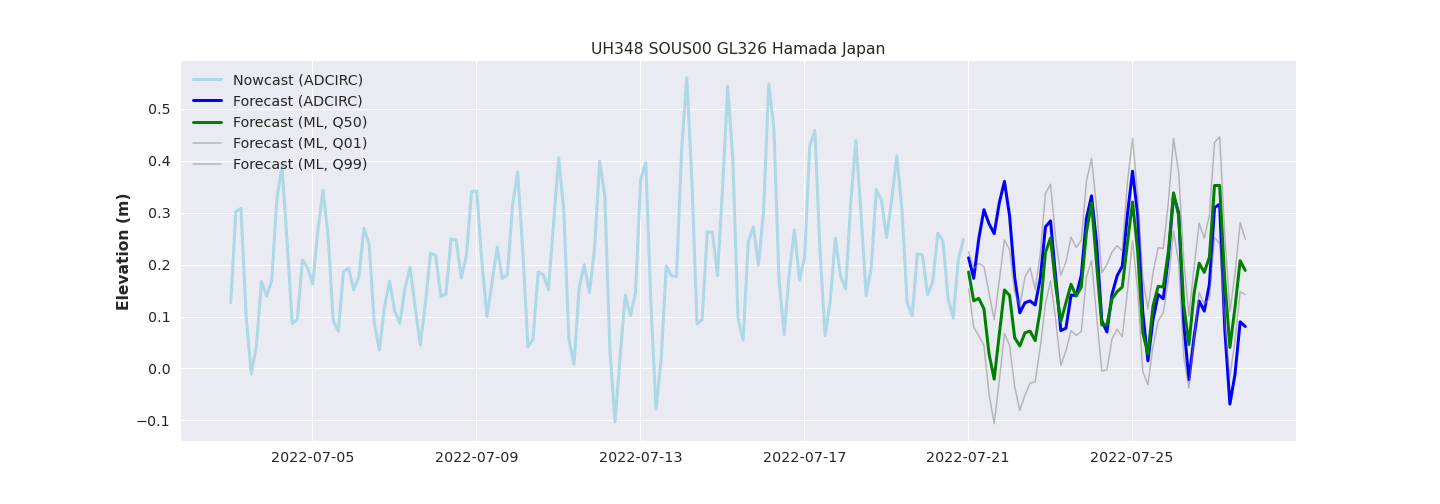 UH348 SOUS00 GL326 Hamada Japan
Nowcast (ADCIRC)
Forecast (ADCIRC)
Forecast (ML, Q50)
Forecast (ML, Q01)
Forecast (ML, Q99)
Elevation (m)
0.5
0.4
0.3
0.2
0.1
0.0
−0.1
2022-07-05
2022-07-09
2022-07-13
2022-07-17
2022-07-21
2022-07-25